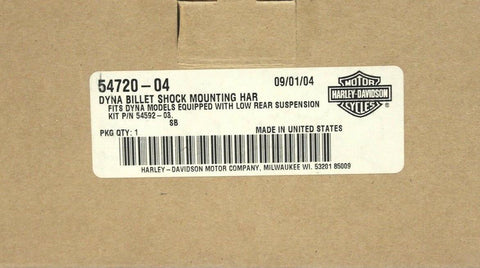 54720-04 09/01/04
DYNA BILLET SHOCK MOUNTING HAR
FITS DYNA MODELS EQUIPPED WITH LOW REAR SUSPENSION
KIT P/N 54592-03.
SB
PKG QTY: 1 MADE IN UNITED STATES
HARLEY-DAVIDSON MOTOR COMPANY, MILWAUKEE WI. 53201 85009
MOTOR
HARLEY-DAVIDSON
CYCLES